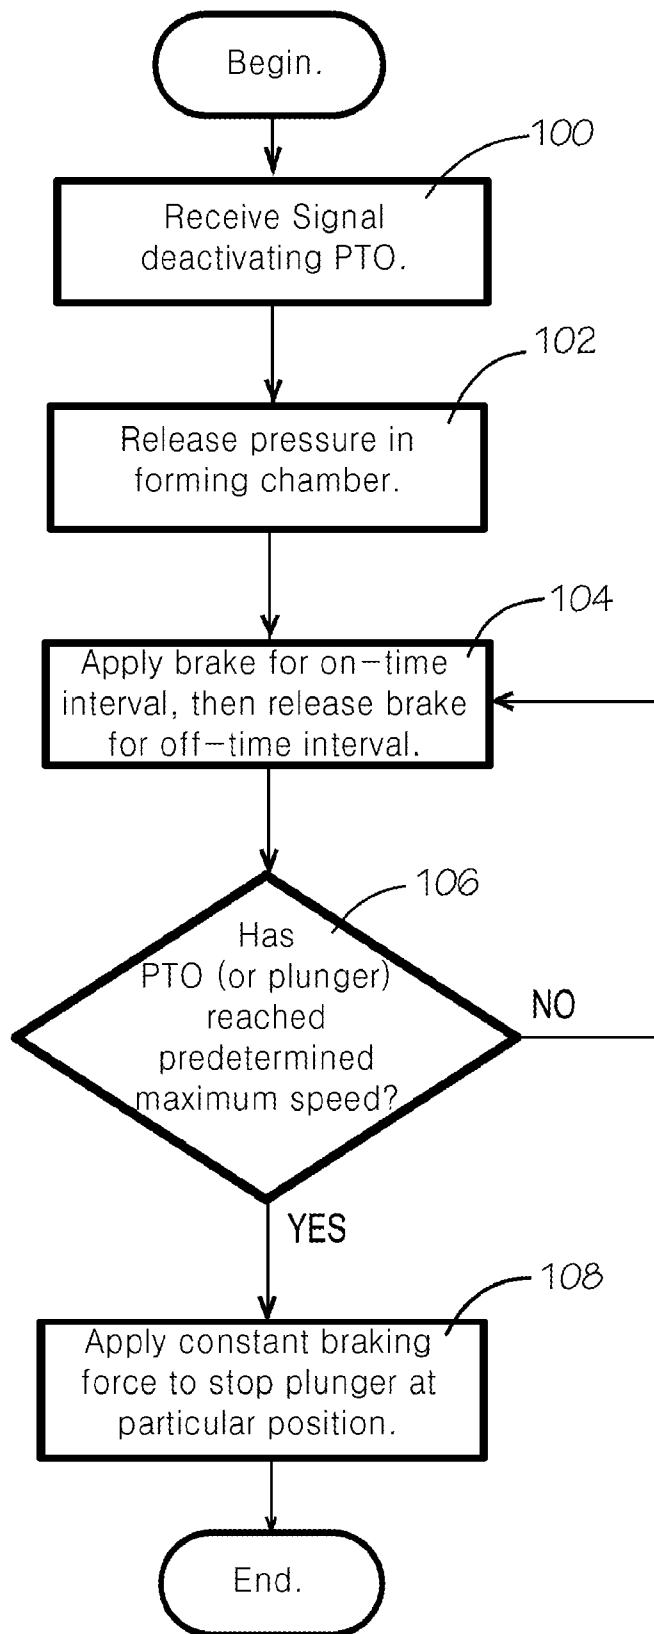 Begin.
100
Receive Signal
deactivating PTO.
102
Release pressure in
forming chamber.
104
Apply brake for on-time
interval, then release brake
for off-time interval.
106
Has
PTO (or plunger)
reached
predetermined
maximum speed?
NO
YES
108
Apply constant braking
force to stop plunger at
particular position.
End.